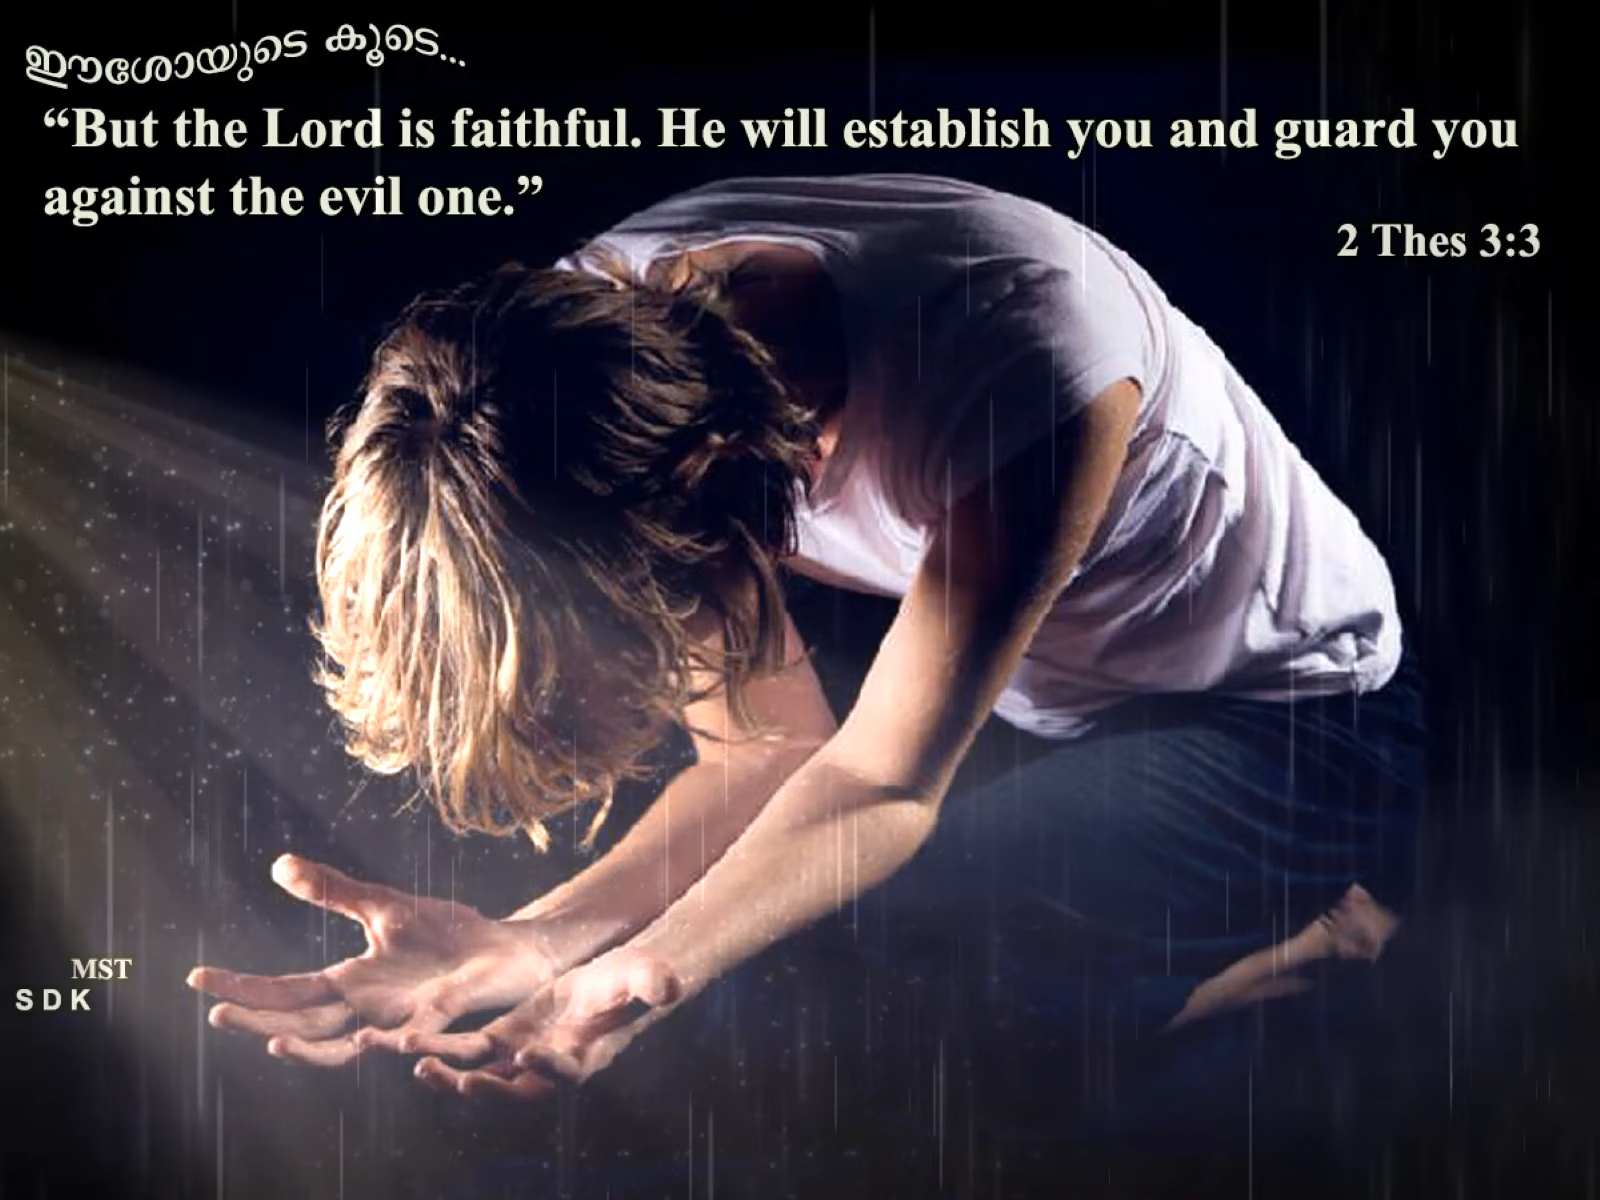 ഈശോയുടെ കൂടെ...
“But the Lord is faithful. He will establish you and guard you
against the evil one.”
2 Thes 3:3
MST
S D K